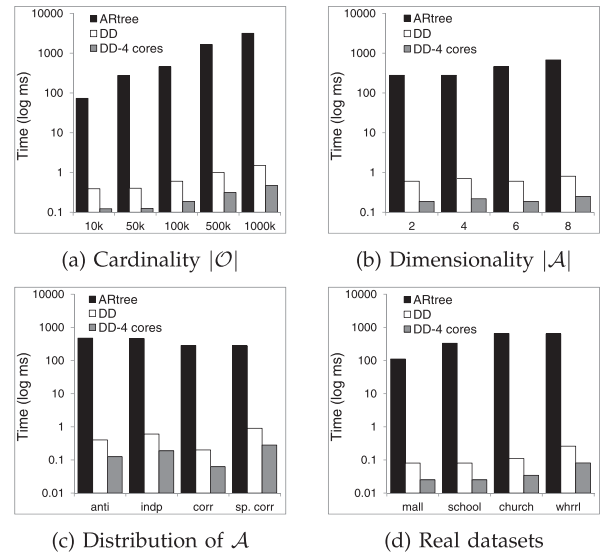 10000
1000
100
10
1
0.1
Time (log ms)
ARtree
DD
DD-4 cores
10k 50k 100k 500k 1000k
(a) Cardinality |𝒪|
10000
1000
100
10
1
0.1
Time (log ms)
ARtree
DD
DD-4 cores
2 4 6 8
(b) Dimensionality |𝒜|
10000
1000
100
10
1
0.1
0.01
Time (log ms)
ARtree
DD
DD-4 cores
anti indp corr sp. corr
(c) Distribution of 𝒜
10000
1000
100
10
1
0.1
0.01
Time (log ms)
ARtree
DD
DD-4 cores
mall school church whrrl
(d) Real datasets